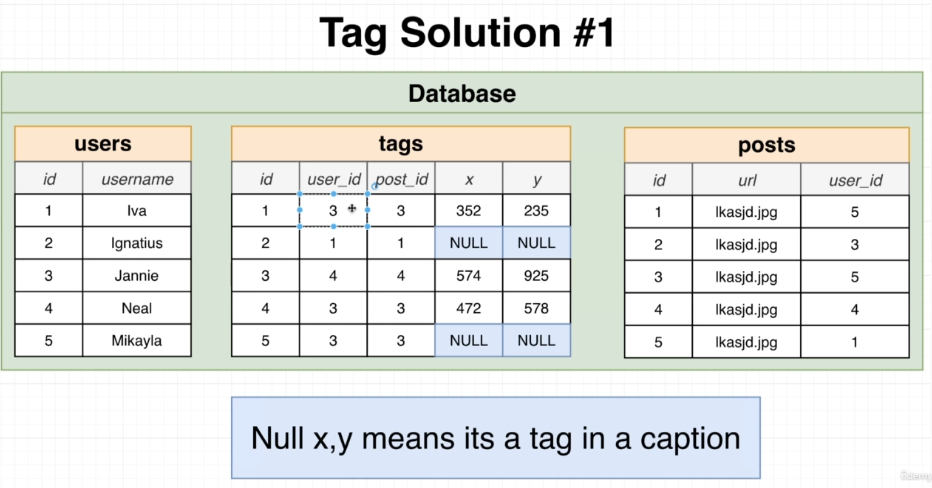 Tag Solution #1
Database
users
tags
posts
id username
id user_id post_id x y
id url user_id
1 Iva
1 3 3 352 235
1 lkasjd.jpg 5
2 Ignatius
2 1 1 NULL NULL
2 lkasjd.jpg 3
3 Jannie
3 4 4 574 925
3 lkasjd.jpg 5
4 Neal
4 3 3 472 578
4 lkasjd.jpg 4
5 Mikayla
5 3 3 NULL NULL
5 lkasjd.jpg 1
Null x,y means its a tag in a caption
Udemy